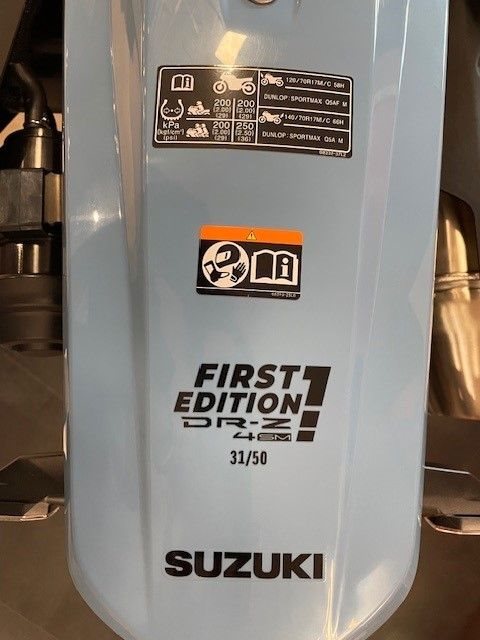 120/70R17M/C 58H
DUNLOP:SPORTMAX Q5AF M
140/70R17M/C 66H
DUNLOP:SPORTMAX Q5A M
kPa
(kgf/cm²)
(psi)
200 200
(2.00) (2.00)
(29) (29)
200 250
(2.00) (2.50)
(29) (36)
FIRST
EDITION!
DR-Z
4SM
31/50
SUZUKI